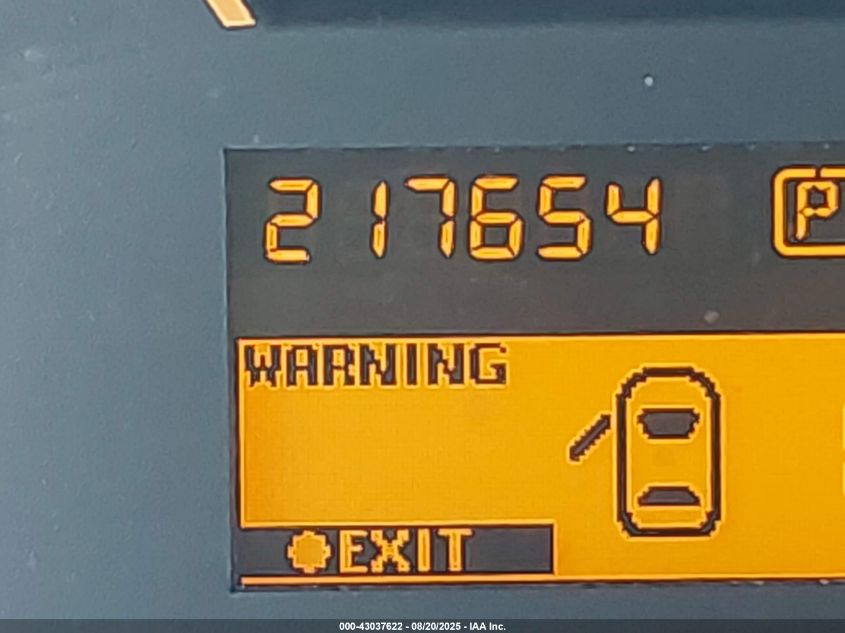 217654 P
WARNING
EXIT
000-43037622 - 08/20/2025 - IAA Inc.